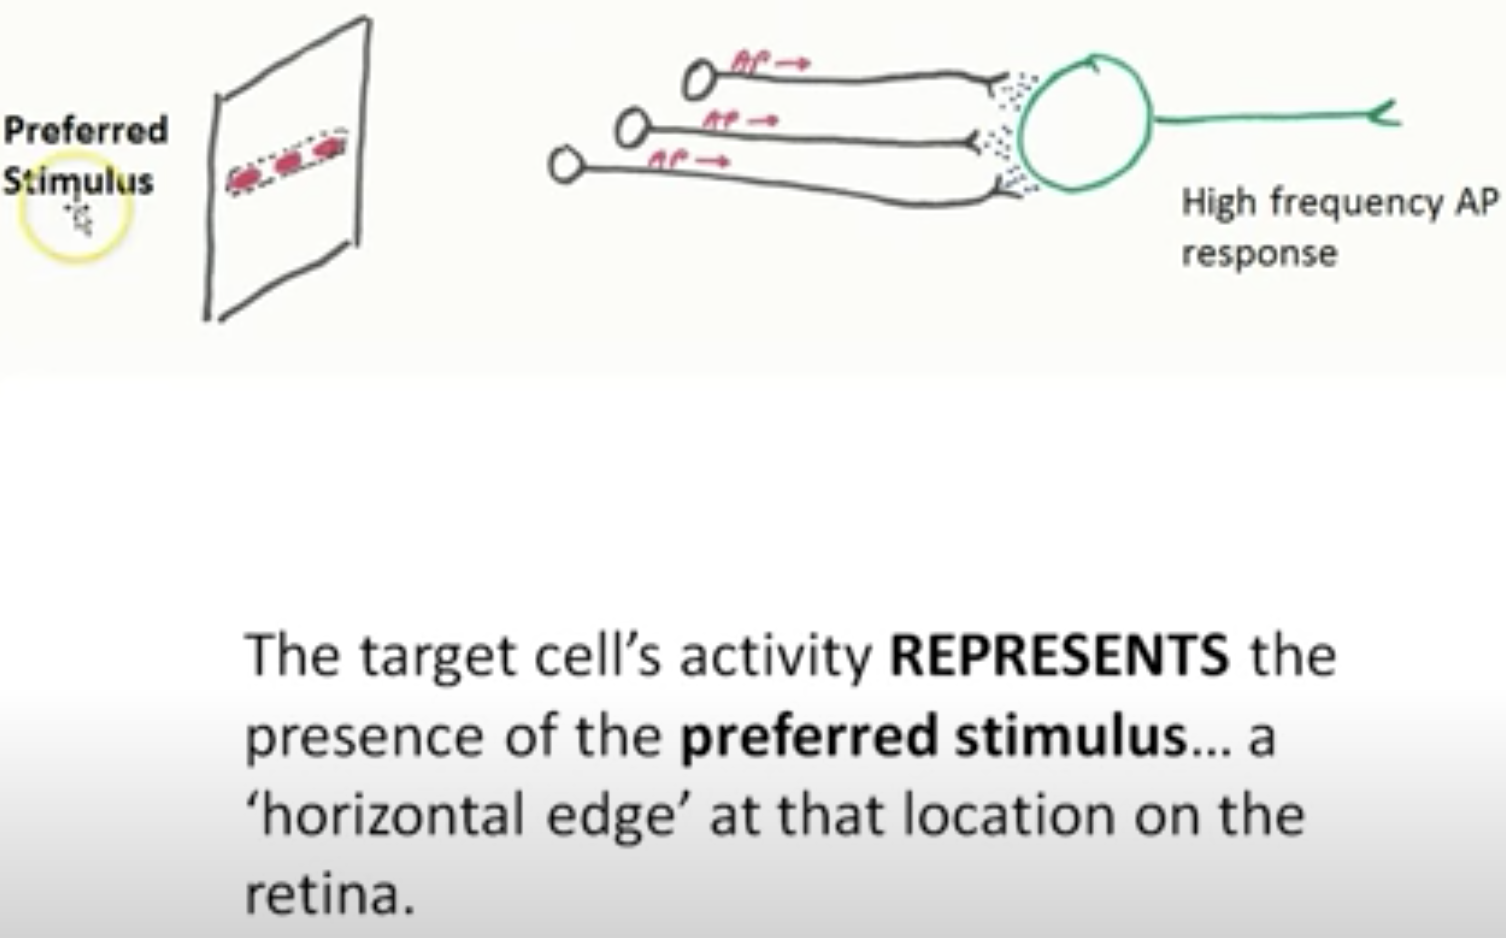 Preferred
Stimulus
AP →
AP →
AP →
High frequency AP
response
The target cell’s activity REPRESENTS the
presence of the preferred stimulus... a
‘horizontal edge’ at that location on the
retina.